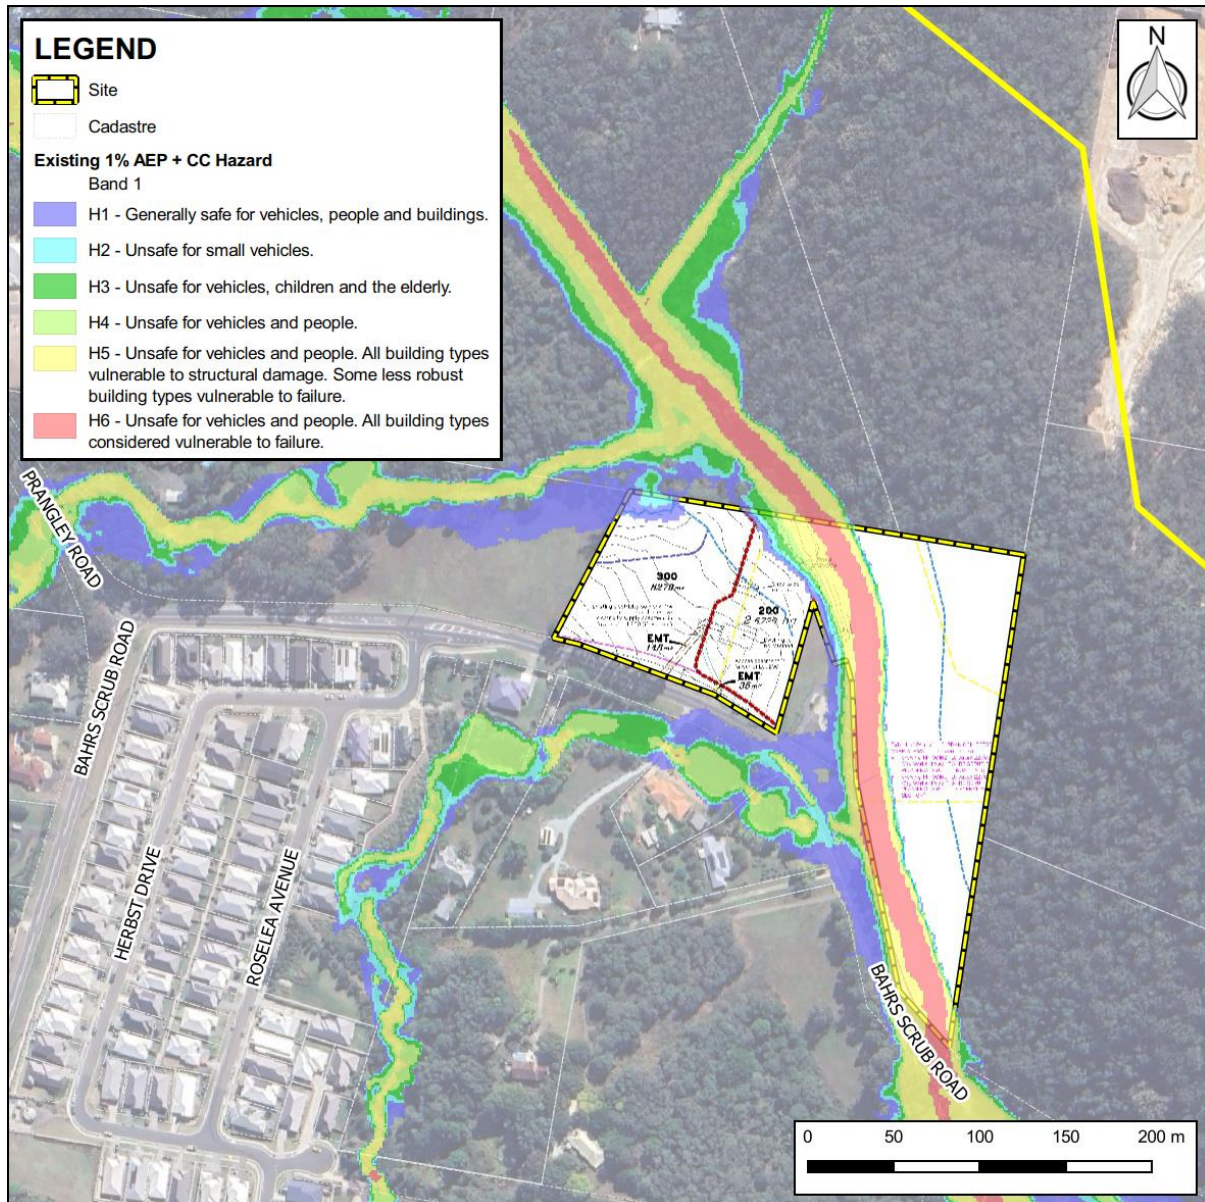 LEGEND
Site
Cadastre
Existing 1% AEP + CC Hazard
Band 1
H1 - Generally safe for vehicles, people and buildings.
H2 - Unsafe for small vehicles.
H3 - Unsafe for vehicles, children and the elderly.
H4 - Unsafe for vehicles and people.
H5 - Unsafe for vehicles and people. All building types
vulnerable to structural damage. Some less robust
building types vulnerable to failure.
H6 - Unsafe for vehicles and people. All building types
considered vulnerable to failure.
N
PRANGLEY ROAD
BAHRS SCRUB ROAD
HERBST DRIVE
ROSELEA AVENUE
300
200
EMT
EMT
BAHRS SCRUB ROAD
0 50 100 150 200 m